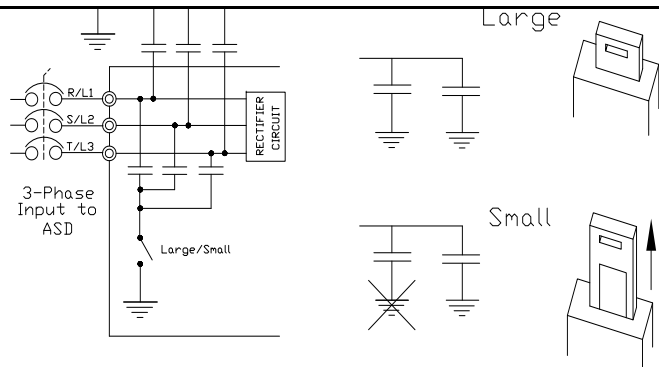 Large
R/L1
S/L2
T/L3
RECTIFIER
CIRCUIT
3-Phase
Input to
ASD
Large/Small
Small